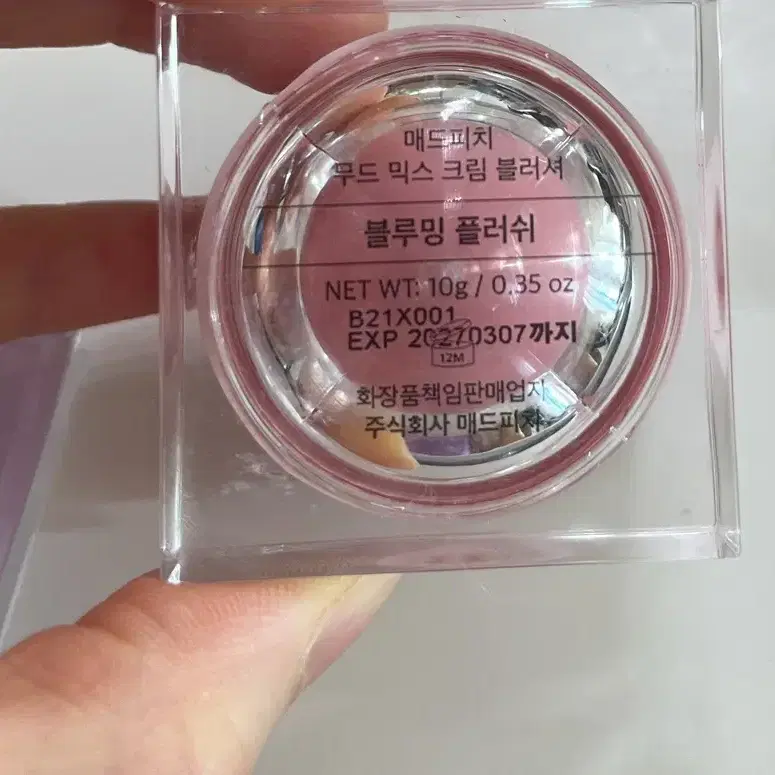 매드피치
무드 믹스 크림 블러셔
블루밍 플러쉬
NET WT: 10g / 0.35 oz
B21X001
EXP 20270307까지
12M
화장품책임판매업자
주식회사 매드피치